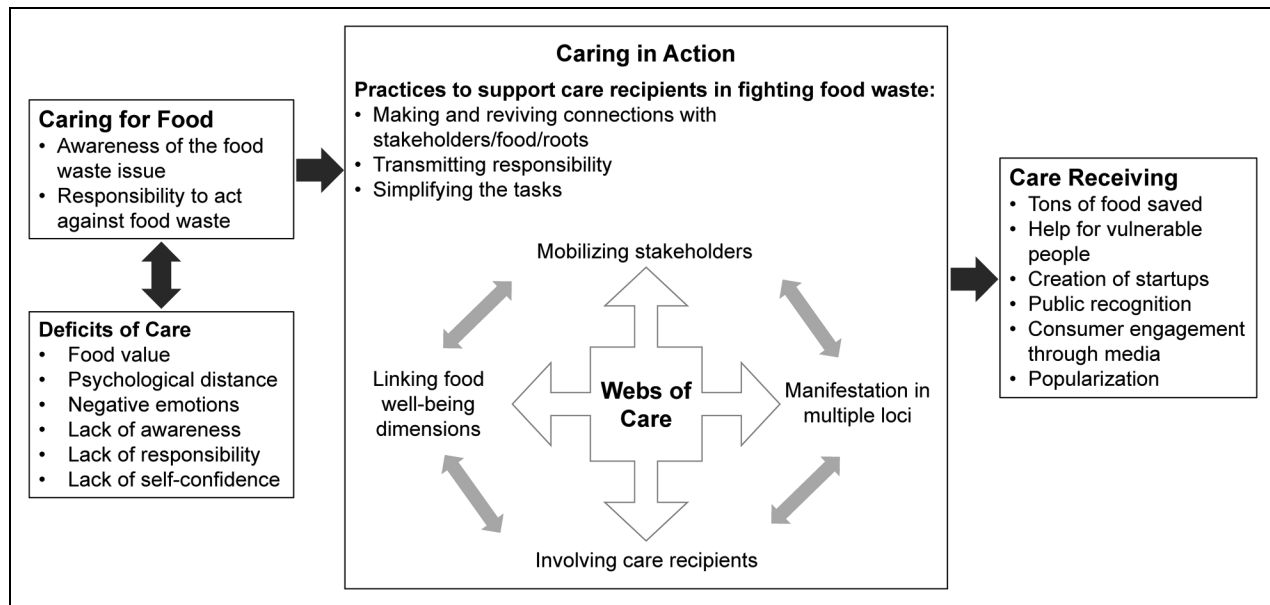 Caring for Food
• Awareness of the food
waste issue
• Responsibility to act
against food waste
Deficits of Care
• Food value
• Psychological distance
• Negative emotions
• Lack of awareness
• Lack of responsibility
• Lack of self-confidence
Caring in Action
Practices to support care recipients in fighting food waste:
• Making and reviving connections with
stakeholders/food/roots
• Transmitting responsibility
• Simplifying the tasks
Mobilizing stakeholders
Linking food
well-being
dimensions
Webs of
Care
Manifestation in
multiple loci
Involving care recipients
Care Receiving
• Tons of food saved
• Help for vulnerable
people
• Creation of startups
• Public recognition
• Consumer engagement
through media
• Popularization